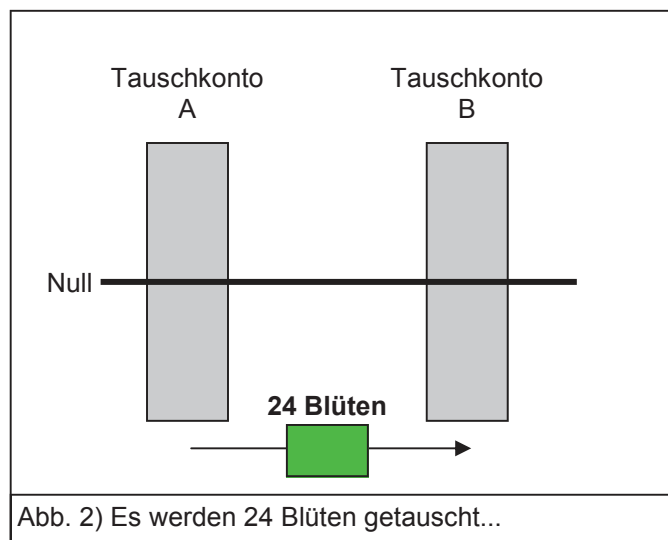 Tauschkonto
A
Tauschkonto
B
Null
24 Blüten
Abb. 2) Es werden 24 Blüten getauscht...